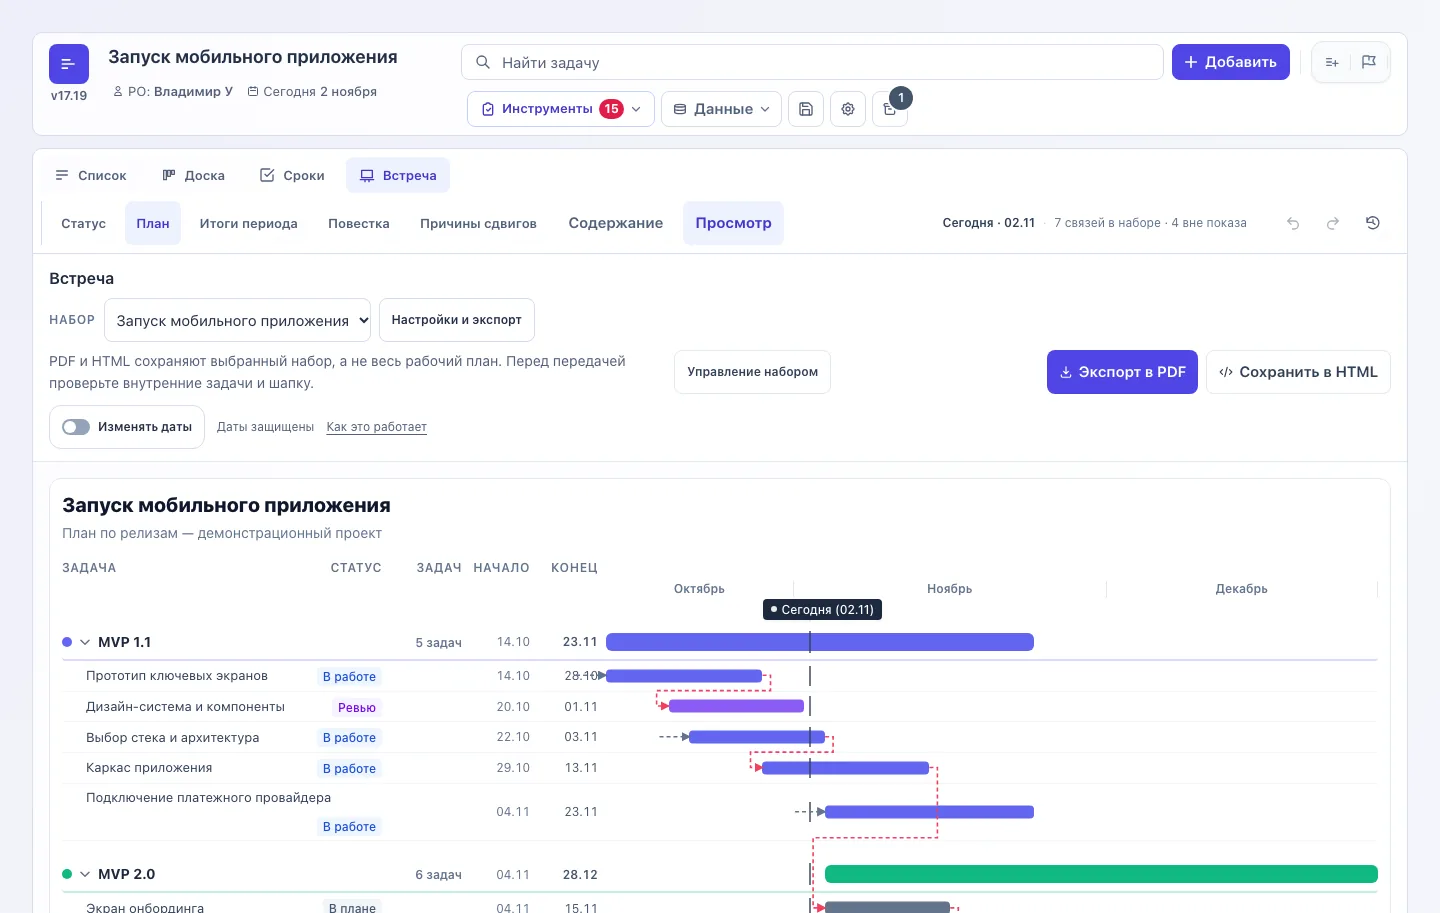 Запуск мобильного приложения
v17.19
PO: Владимир У
Сегодня 2 ноября
Найти задачу
Добавить
Инструменты 15
Данные
1
Список
Доска
Сроки
Встреча
Статус
План
Итоги периода
Повестка
Причины сдвигов
Содержание
Просмотр
Сегодня · 02.11 · 7 связей в наборе · 4 вне показа
Встреча
НАБОР
Запуск мобильного приложения
Настройки и экспорт
PDF и HTML сохраняют выбранный набор, а не весь рабочий план. Перед передачей
проверьте внутренние задачи и шапку.
Управление набором
Экспорт в PDF
Сохранить в HTML
Изменять даты
Даты защищены
Как это работает
Запуск мобильного приложения
План по релизам — демонстрационный проект
ЗАДАЧА СТАТУС ЗАДАЧ НАЧАЛО КОНЕЦ
Октябрь Ноябрь Декабрь
Сегодня (02.11)
MVP 1.1 5 задач 14.10 23.11
Прототип ключевых экранов В работе 14.10 28.10
Дизайн-система и компоненты Ревью 20.10 01.11
Выбор стека и архитектура В работе 22.10 03.11
Каркас приложения В работе 29.10 13.11
Подключение платежного провайдера
04.11 23.11
В работе
MVP 2.0 6 задач 04.11 28.12
Экран онбординга В плане 04.11 15.11